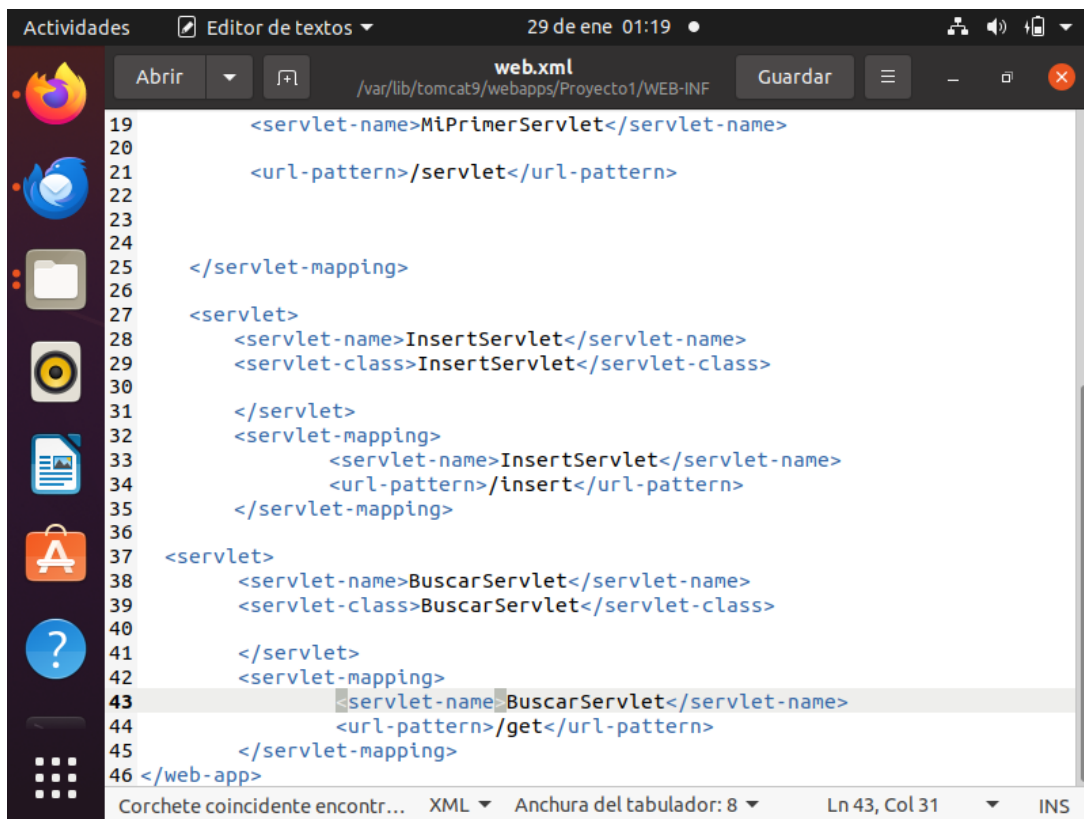 Actividades Editor de textos 29 de ene 01:19
Abrir web.xml Guardar
/var/lib/tomcat9/webapps/Proyecto1/WEB-INF
19 <servlet-name>MiPrimerServlet</servlet-name>
20
21 <url-pattern>/servlet</url-pattern>
22
23
24
25 </servlet-mapping>
26
27 <servlet>
28 <servlet-name>InsertServlet</servlet-name>
29 <servlet-class>InsertServlet</servlet-class>
30
31 </servlet>
32 <servlet-mapping>
33 <servlet-name>InsertServlet</servlet-name>
34 <url-pattern>/insert</url-pattern>
35 </servlet-mapping>
36
37 <servlet>
38 <servlet-name>BuscarServlet</servlet-name>
39 <servlet-class>BuscarServlet</servlet-class>
40
41 </servlet>
42 <servlet-mapping>
43 <servlet-name>BuscarServlet</servlet-name>
44 <url-pattern>/get</url-pattern>
45 </servlet-mapping>
46 </web-app>
Corchete coincidente encontr... XML Anchura del tabulador: 8 Ln 43, Col 31 INS